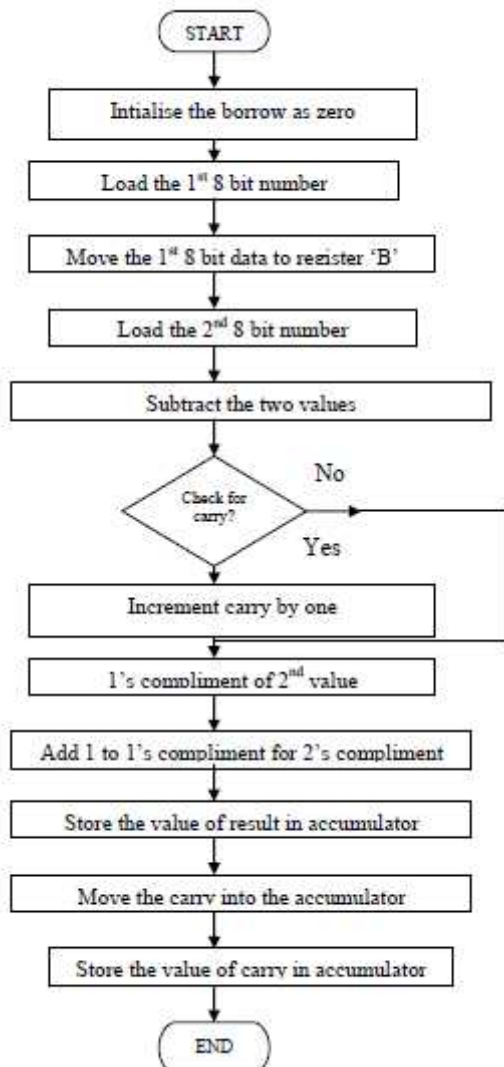 START
Intialise the borrow as zero
Load the 1st 8 bit number
Move the 1st 8 bit data to register ‘B’
Load the 2nd 8 bit number
Subtract the two values
Check for
carry?
No
Yes
Increment carry by one
1’s compliment of 2nd value
Add 1 to 1’s compliment for 2’s compliment
Store the value of result in accumulator
Move the carry into the accumulator
Store the value of carry in accumulator
END